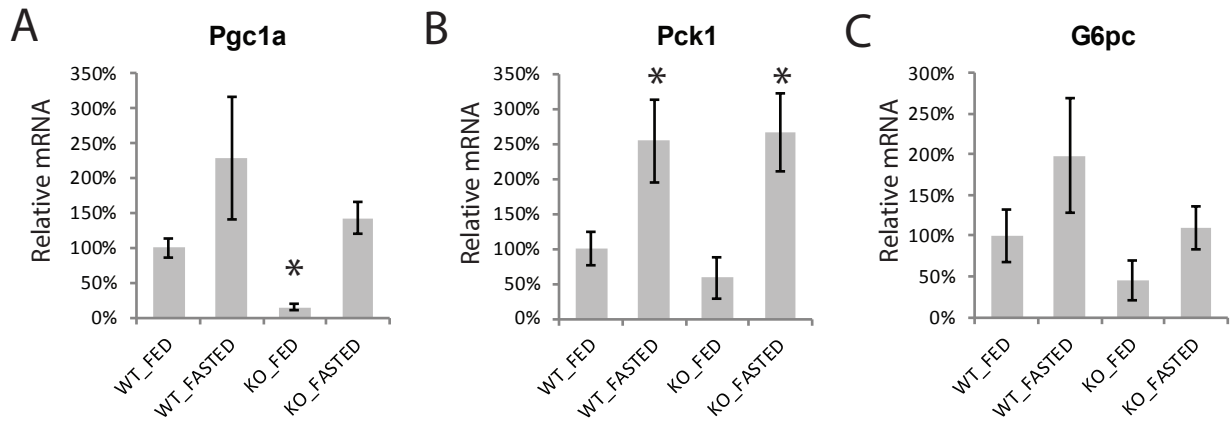 A
Pgc1a
Relative mRNA
350%
300%
250%
200%
150%
100%
50%
0%
*
WT_FED
WT_FASTED
KO_FED
KO_FASTED
B
Pck1
Relative mRNA
350%
300%
250%
200%
150%
100%
50%
0%
*
*
WT_FED
WT_FASTED
KO_FED
KO_FASTED
C
G6pc
Relative mRNA
300%
250%
200%
150%
100%
50%
0%
WT_FED
WT_FASTED
KO_FED
KO_FASTED